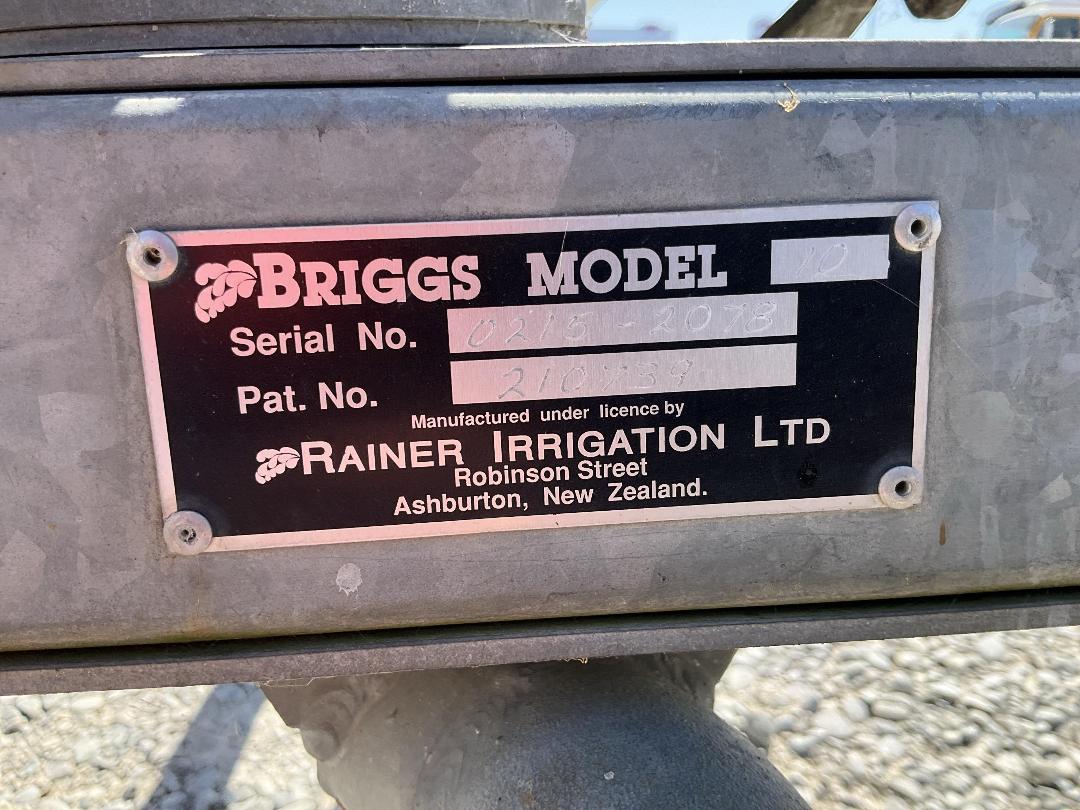 BRIGGS MODEL 10
Serial No. 0215-2078
Pat. No. 210739
Manufactured under licence by
RAINER IRRIGATION LTD
Robinson Street
Ashburton, New Zealand.